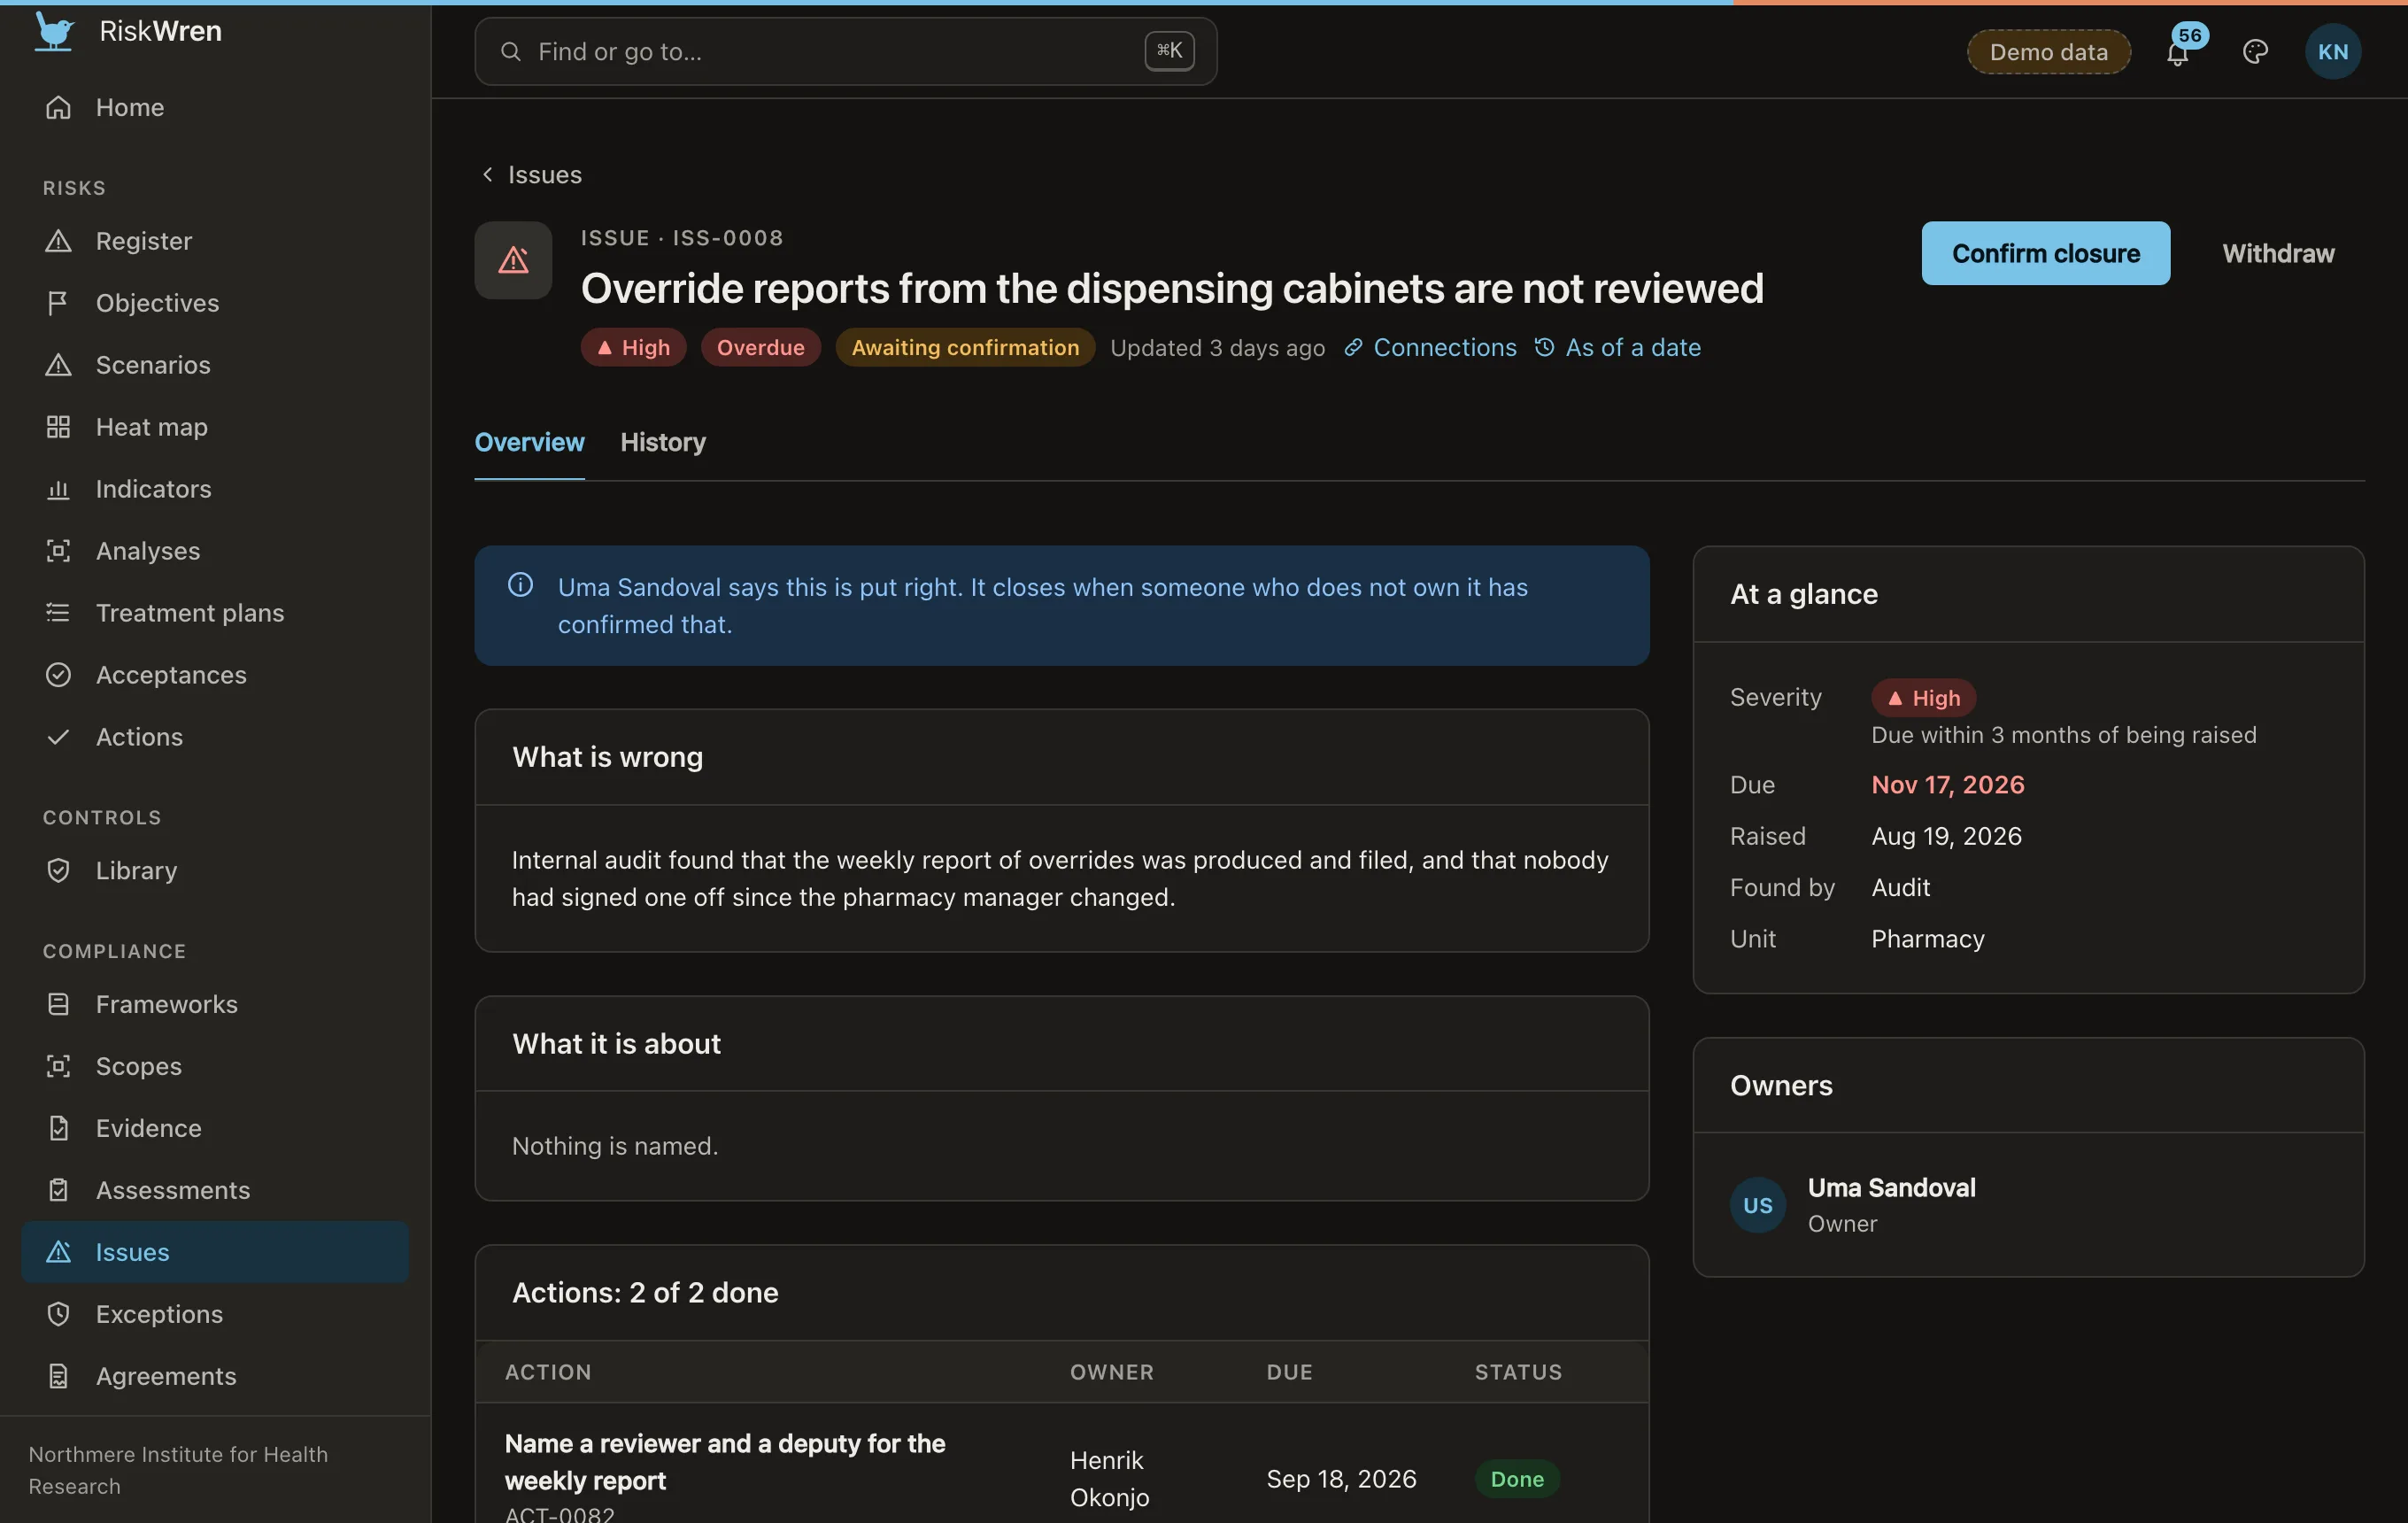 RiskWren
Find or go to...
⌘K
Demo data
56
KN
Home
RISKS
Register
Objectives
Scenarios
Heat map
Indicators
Analyses
Treatment plans
Acceptances
Actions
CONTROLS
Library
COMPLIANCE
Frameworks
Scopes
Evidence
Assessments
Issues
Exceptions
Agreements
Northmere Institute for Health
Research
Issues
ISSUE · ISS-0008
Override reports from the dispensing cabinets are not reviewed
Confirm closure
Withdraw
High
Overdue
Awaiting confirmation
Updated 3 days ago
Connections
As of a date
Overview
History
Uma Sandoval says this is put right. It closes when someone who does not own it has
confirmed that.
What is wrong
Internal audit found that the weekly report of overrides was produced and filed, and that nobody
had signed one off since the pharmacy manager changed.
What it is about
Nothing is named.
Actions: 2 of 2 done
ACTION OWNER DUE STATUS
Name a reviewer and a deputy for the
weekly report
ACT-0082
Henrik
Okonjo
Sep 18, 2026
Done
At a glance
Severity High
Due within 3 months of being raised
Due Nov 17, 2026
Raised Aug 19, 2026
Found by Audit
Unit Pharmacy
Owners
US
Uma Sandoval
Owner